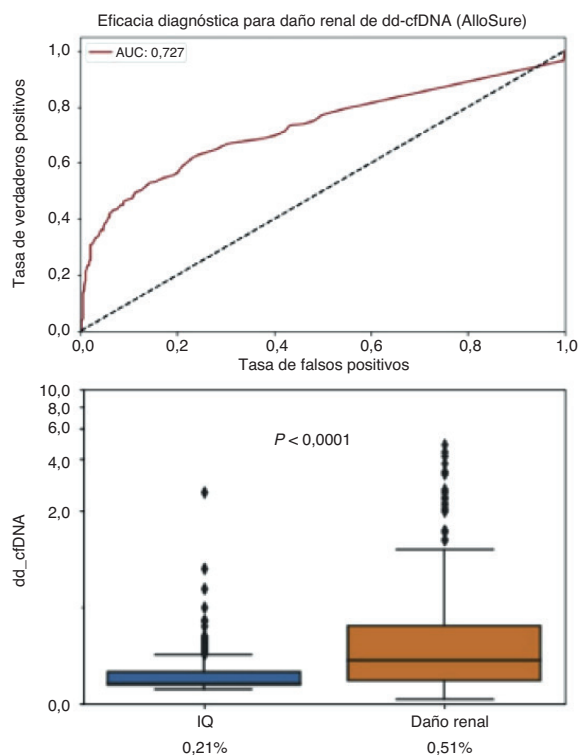 Eficacia diagnóstica para daño renal de dd-cfDNA (AlloSure)
AUC: 0,727
Tasa de verdaderos positivos
1,0
0,8
0,6
0,4
0,2
0,0
0,0 0,2 0,4 0,6 0,8 1,0
Tasa de falsos positivos
P < 0,0001
dd_cfDNA
10,0
8,0
6,0
4,0
2,0
0,0
IQ Daño renal
0,21% 0,51%